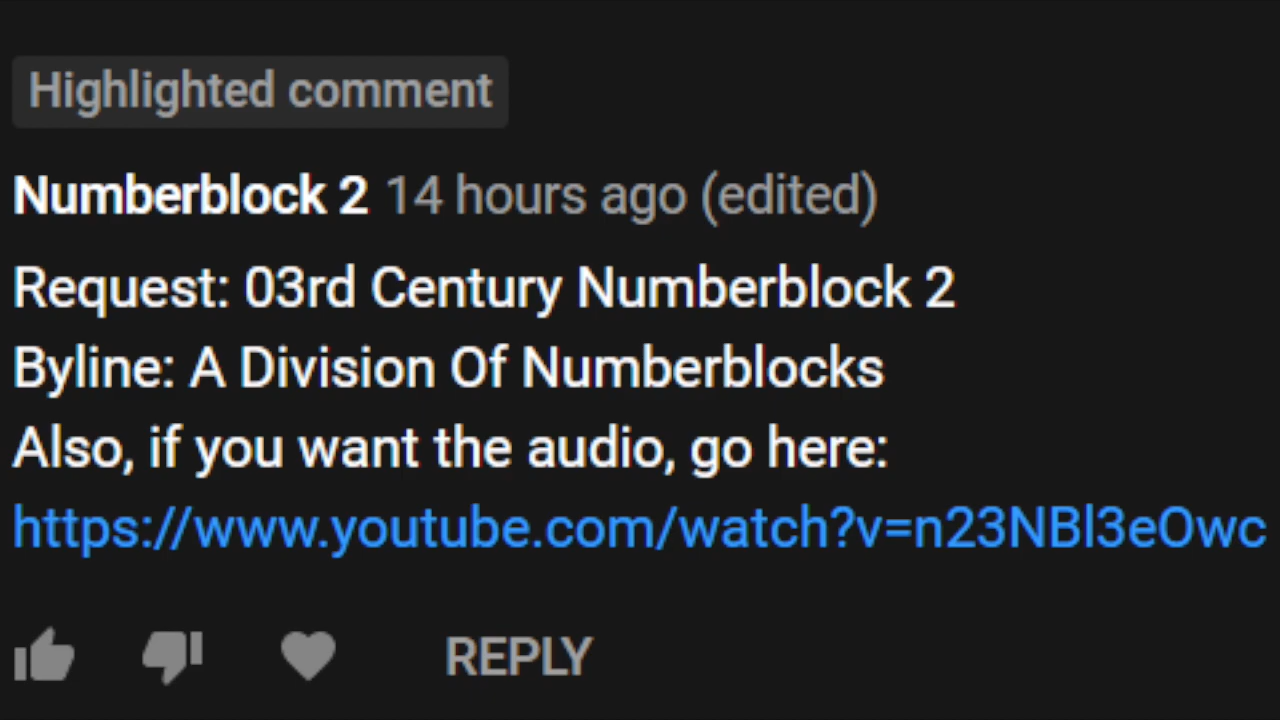 Highlighted comment
Numberblock 2 14 hours ago (edited)
Request: 03rd Century Numberblock 2
Byline: A Division Of Numberblocks
Also, if you want the audio, go here:
https://www.youtube.com/watch?v=n23NBl3eOwc
REPLY